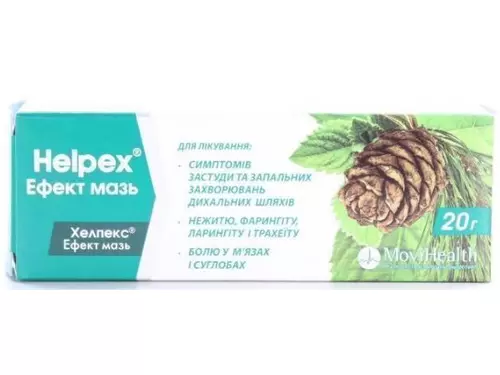 Helpex®
Ефект мазь
Хелпекс®
Ефект мазь
ДЛЯ ЛІКУВАННЯ:
• СИМПТОМІВ
ЗАСТУДИ ТА ЗАПАЛЬНИХ
ЗАХВОРЮВАНЬ
ДИХАЛЬНИХ ШЛЯХІВ
• НЕЖИТЮ, ФАРИНГІТУ,
ЛАРИНГІТУ І ТРАХЕЇТУ
• БОЛЮ У М'ЯЗАХ
І СУГЛОБАХ
20 г
MoviHealth